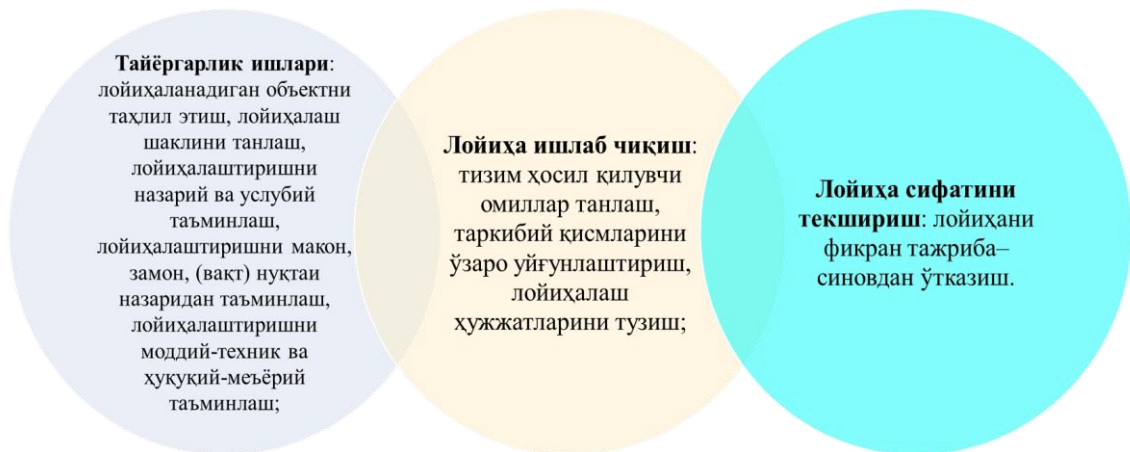 Тайёргарлик ишлари:
лойиҳаланадиган объектни
таҳлил этиш, лойиҳалаш
шаклини танлаш,
лойиҳалаштиришни
назарий ва услубий
таъминлаш,
лойиҳалаштиришни макон,
замон, (вақт) нуқтаи
назаридан таъминлаш,
лойиҳалаштиришни
моддий-техник ва
ҳуқуқий-меъёрий
таъминлаш;
Лойиҳа ишлаб чиқиш:
тизим ҳосил қилувчи
омиллар танлаш,
таркибий қисмларини
ўзаро уйғунлаштириш,
лойиҳалаш
ҳужжатларини тузиш;
Лойиҳа сифатини
текшириш: лойиҳани
фикран тажриба–
синовдан ўтказиш.